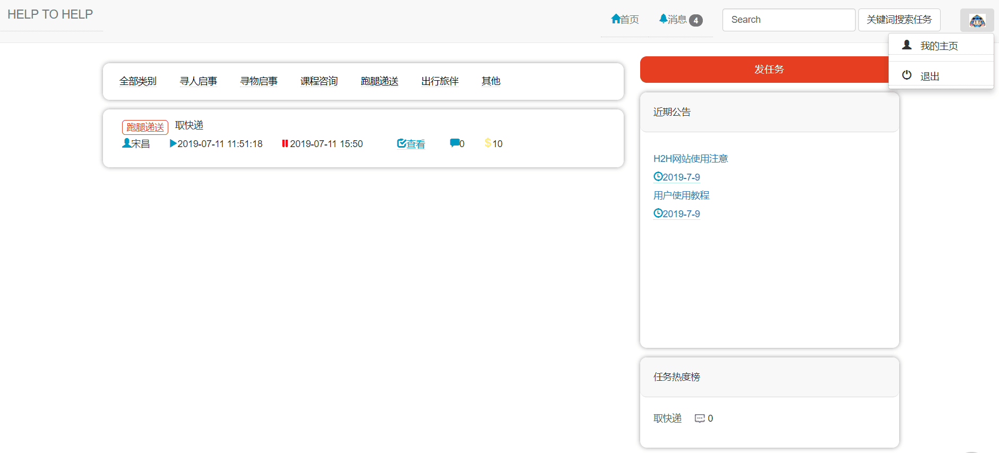 HELP TO HELP
首页 消息 4 Search 关键词搜索任务
我的主页
退出
全部类别 寻人启事 寻物启事 课程咨询 跑腿递送 出行旅伴 其他
跑腿递送 取快递
宋昌 2019-07-11 11:51:18 2019-07-11 15:50 查看 0 $10
发任务
近期公告
H2H网站使用注意
2019-7-9
用户使用教程
2019-7-9
任务热度榜
取快递 0